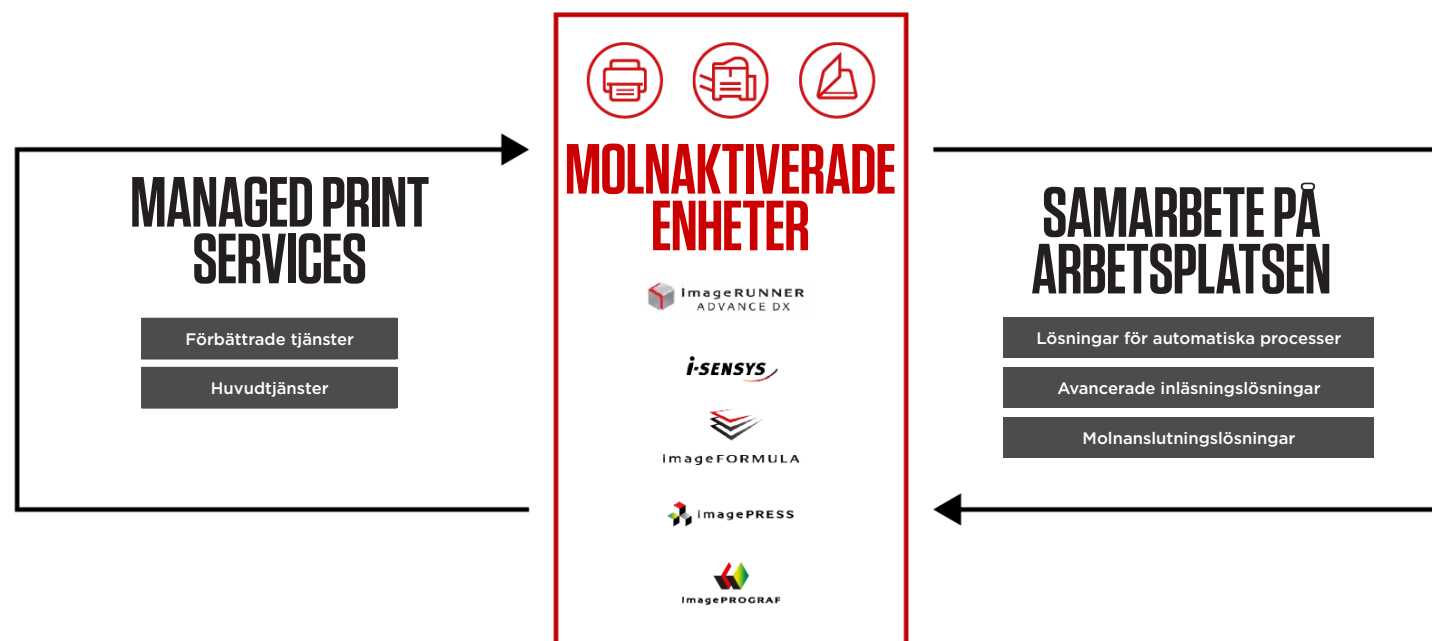 MANAGED PRINT
SERVICES
Förbättrade tjänster
Huvudtjänster
MOLNAKTIVERADE
ENHETER
imageRUNNER
ADVANCE DX
i-SENSYS
imageFORMULA
imagePRESS
imagePROGRAF
SAMARBETE PÅ
ARBETSPLATSEN
Lösningar för automatiska processer
Avancerade inläsningslösningar
Molnanslutningslösningar